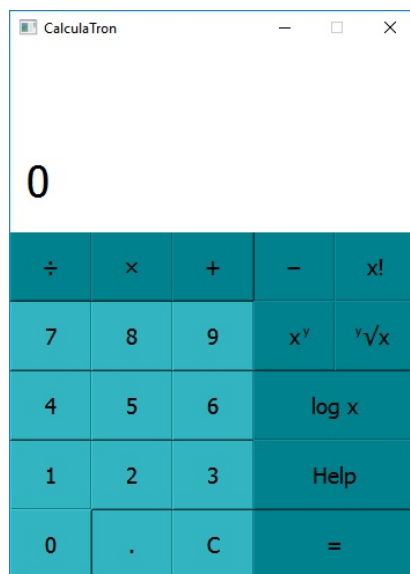 CalculaTron
0
÷ × + − x!
7 8 9 xʸ ʸ√x
4 5 6 log x
1 2 3 Help
0 . C =